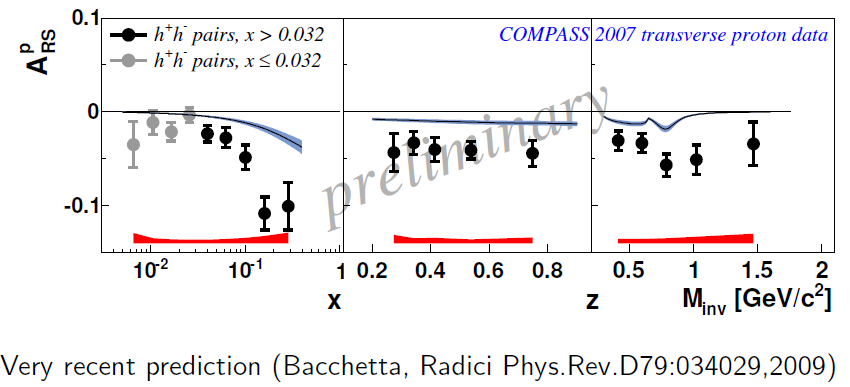 0.1
h⁺h⁻ pairs, x > 0.032
h⁺h⁻ pairs, x ≤ 0.032
COMPASS 2007 transverse proton data
A^p_RS
0
-0.1
preliminary
10⁻² 10⁻¹ 1
0.2 0.4 0.6 0.8
0.5 1 1.5 2
x
z
M_inv [GeV/c²]
Very recent prediction (Bacchetta, Radici Phys.Rev.D79:034029,2009)